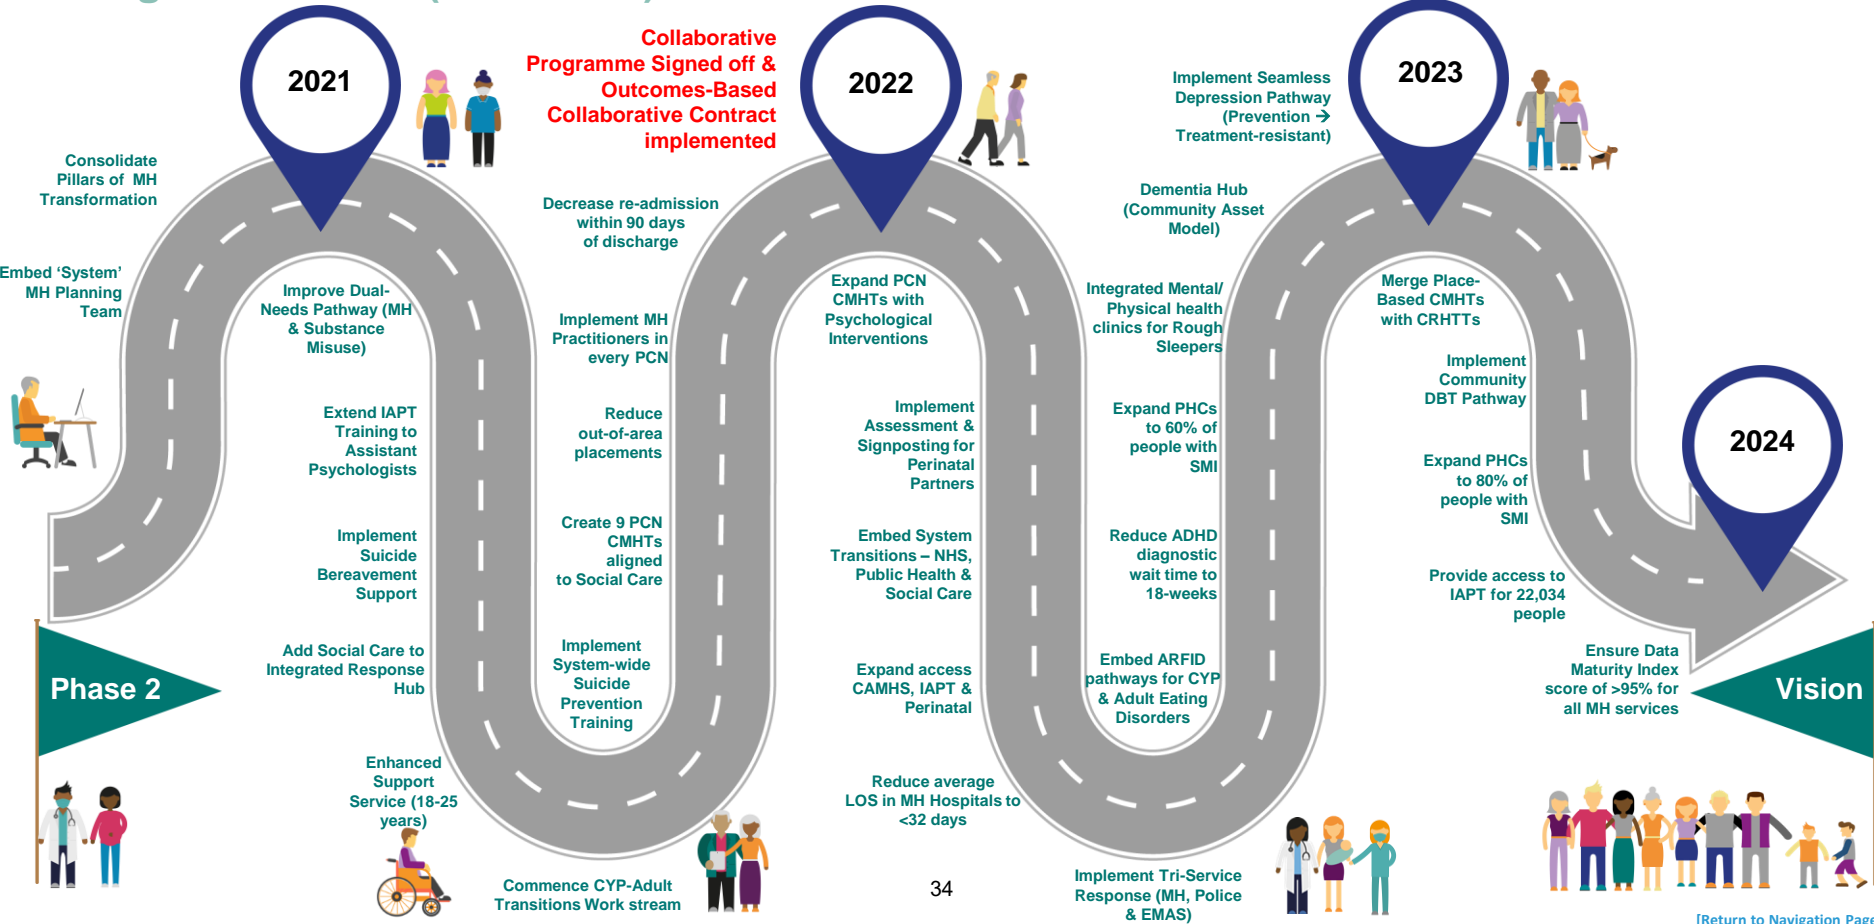 2021
Collaborative
Programme Signed off &
Outcomes-Based
Collaborative Contract
implemented
2022
2023
2024
Consolidate
Pillars of MH
Transformation
Embed ‘System’
MH Planning
Team
Improve Dual-
Needs Pathway (MH
& Substance
Misuse)
Extend IAPT
Training to
Assistant
Psychologists
Implement
Suicide
Bereavement
Support
Add Social Care to
Integrated Response
Hub
Enhanced
Support
Service (18-25
years)
Commence CYP-Adult
Transitions Work stream
Decrease re-admission
within 90 days
of discharge
Implement MH
Practitioners in
every PCN
Reduce
out-of-area
placements
Create 9 PCN
CMHTs
aligned
to Social Care
Implement
System-wide
Suicide
Prevention
Training
Expand PCN
CMHTs with
Psychological
Interventions
Implement
Assessment &
Signposting for
Perinatal
Partners
Embed System
Transitions – NHS,
Public Health &
Social Care
Expand access
CAMHS, IAPT &
Perinatal
Reduce average
LOS in MH Hospitals to
<32 days
Implement Seamless
Depression Pathway
(Prevention →
Treatment-resistant)
Dementia Hub
(Community Asset
Model)
Integrated Mental/
Physical health
clinics for Rough
Sleepers
Expand PHCs
to 60% of
people with
SMI
Reduce ADHD
diagnostic
wait time to
18-weeks
Embed ARFID
pathways for CYP
& Adult Eating
Disorders
Implement Tri-Service
Response (MH, Police
& EMAS)
Merge Place-
Based CMHTs
with CRHTTs
Implement
Community
DBT Pathway
Expand PHCs
to 80% of
people with
SMI
Provide access to
IAPT for 22,034
people
Ensure Data
Maturity Index
score of >95% for
all MH services
Phase 2
Vision
34
[Return to Navigation Page